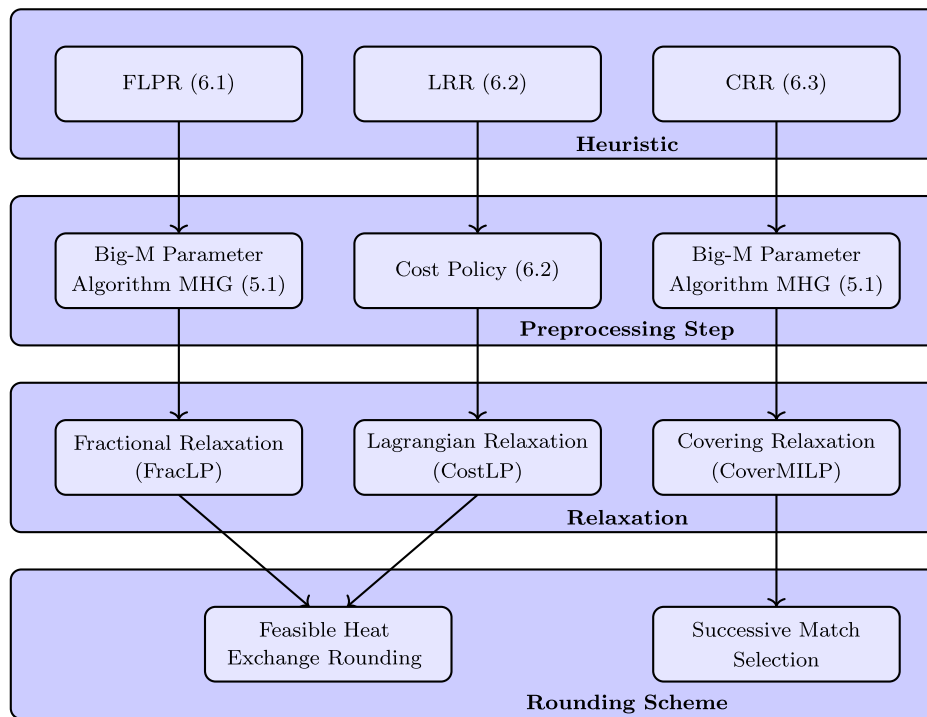 FLPR (6.1)
LRR (6.2)
CRR (6.3)
Heuristic
Big-M Parameter
Algorithm MHG (5.1)
Cost Policy (6.2)
Big-M Parameter
Algorithm MHG (5.1)
Preprocessing Step
Fractional Relaxation
(FracLP)
Lagrangian Relaxation
(CostLP)
Covering Relaxation
(CoverMILP)
Relaxation
Feasible Heat
Exchange Rounding
Successive Match
Selection
Rounding Scheme